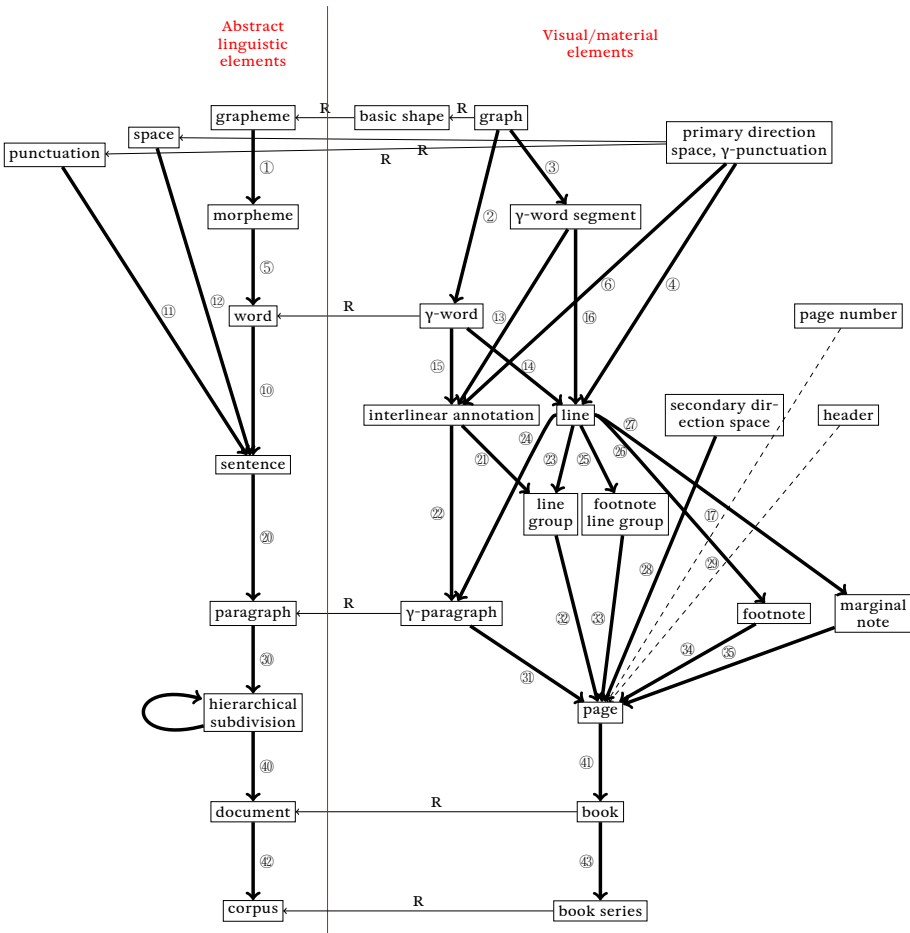 Abstract
linguistic
elements
Visual/material
elements
grapheme
R
basic shape
R
graph
space
punctuation
R
R
primary direction
space, γ-punctuation
①
③
morpheme
②
γ-word segment
⑤
⑥
④
⑪
⑫
word
R
γ-word
⑬
⑯
page number
⑩
⑮
⑭
interlinear annotation
line
secondary dir-
ection space
header
㉗
㉔
㉖
sentence
㉑
㉓
㉕
line
group
footnote
line group
㉒
⑰
⑳
㉘
㉙
paragraph
R
γ-paragraph
㉜
㉝
footnote
marginal
note
㉚
㉞
㉟
㉛
hierarchical
subdivision
page
㊵
㊶
document
R
book
㊷
㊸
corpus
R
book series